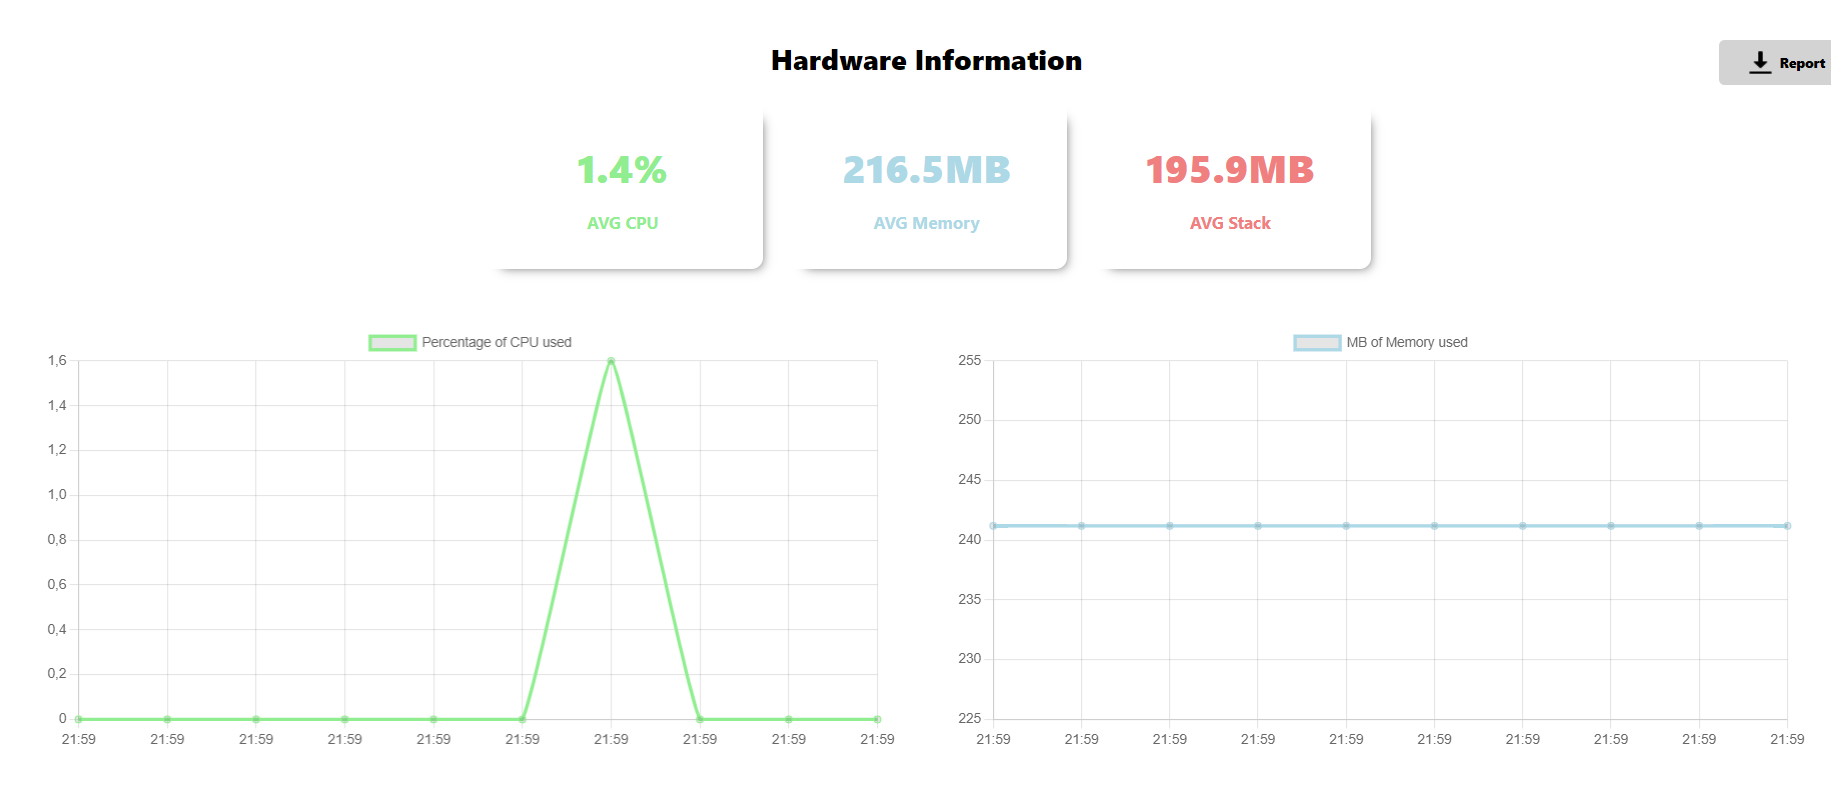 Hardware Information
Report
1.4%
AVG CPU
216.5MB
AVG Memory
195.9MB
AVG Stack
Percentage of CPU used
1,6
1,4
1,2
1,0
0,8
0,6
0,4
0,2
0
21:59 21:59 21:59 21:59 21:59 21:59 21:59 21:59 21:59 21:59
MB of Memory used
255
250
245
240
235
230
225
21:59 21:59 21:59 21:59 21:59 21:59 21:59 21:59 21:59 21:59